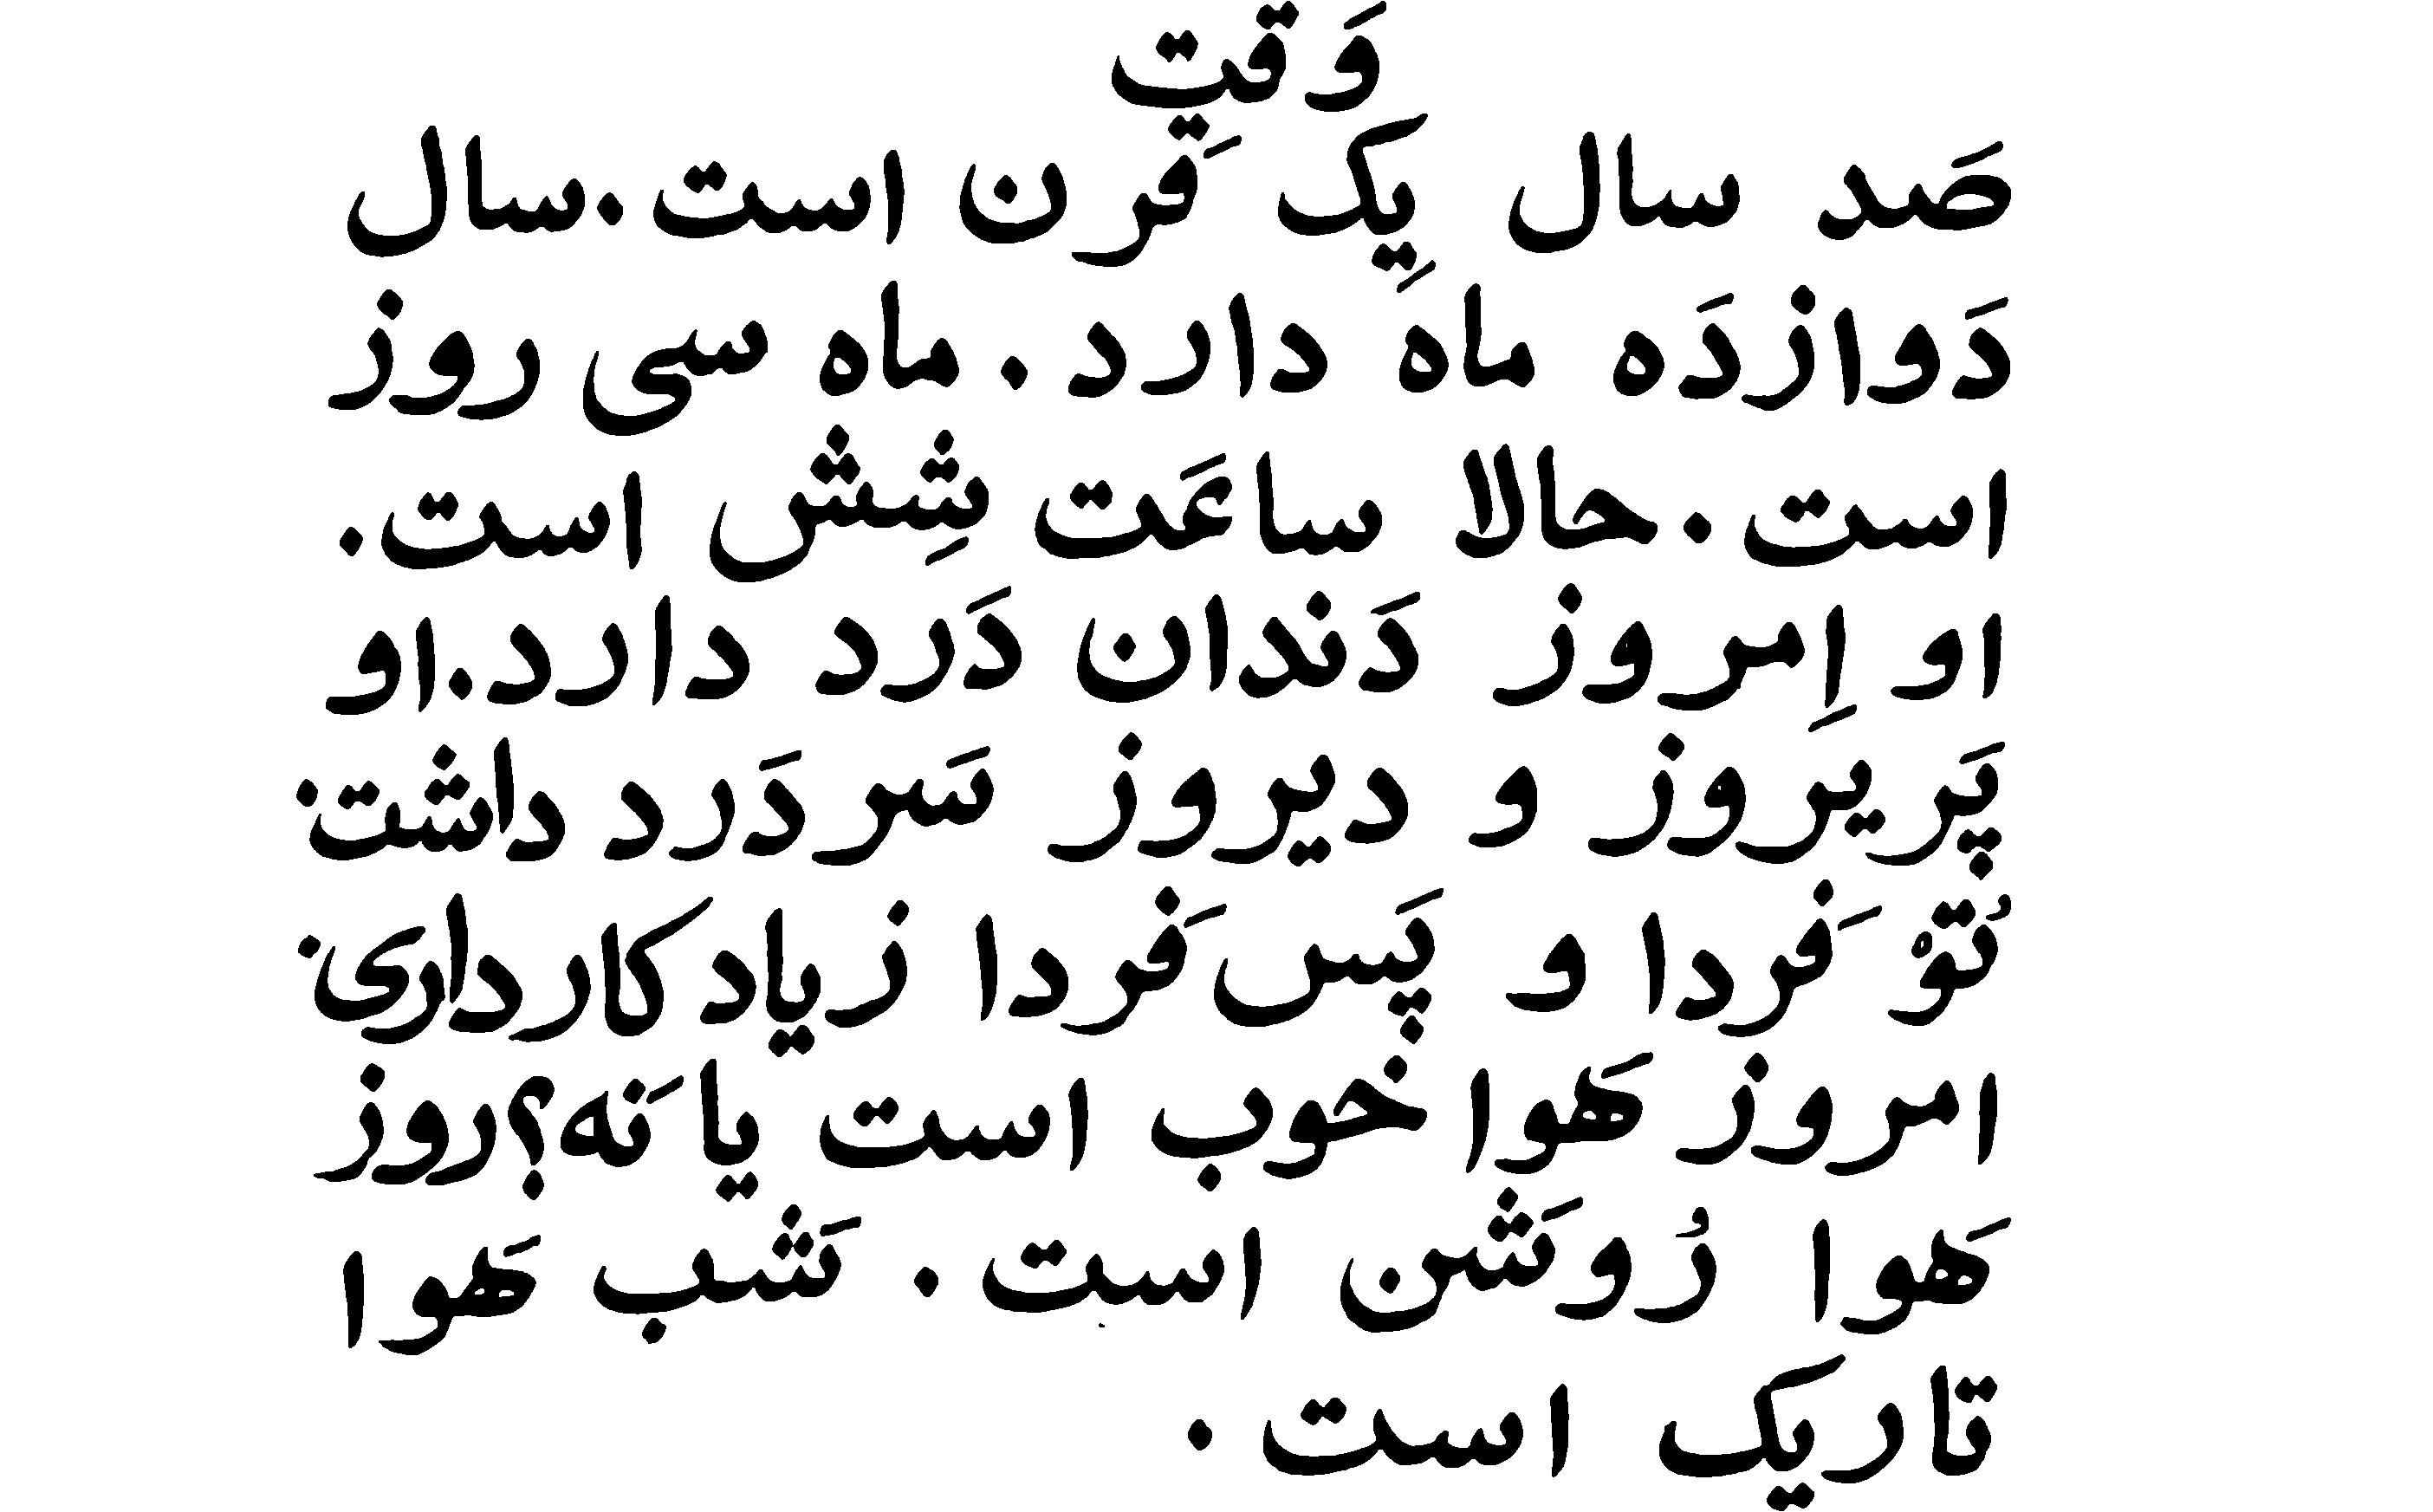 وَقت
صَد سال یک قَرن است.سال
دَوازدَه ماهَ دارد . ماه سی روز
است . حالا ساعَت شِش است .
او اِمروز دَندان دَرد دارد.او
پَریروز و دیروز سَر دَرد داشت .
تُوْ فَردا و پَس فَردا زیاد کار داری .
امروز هَوا خوب است یا نَه؟ روز
هَوا رُوشَن است . شَب هَوا
تاریک است .